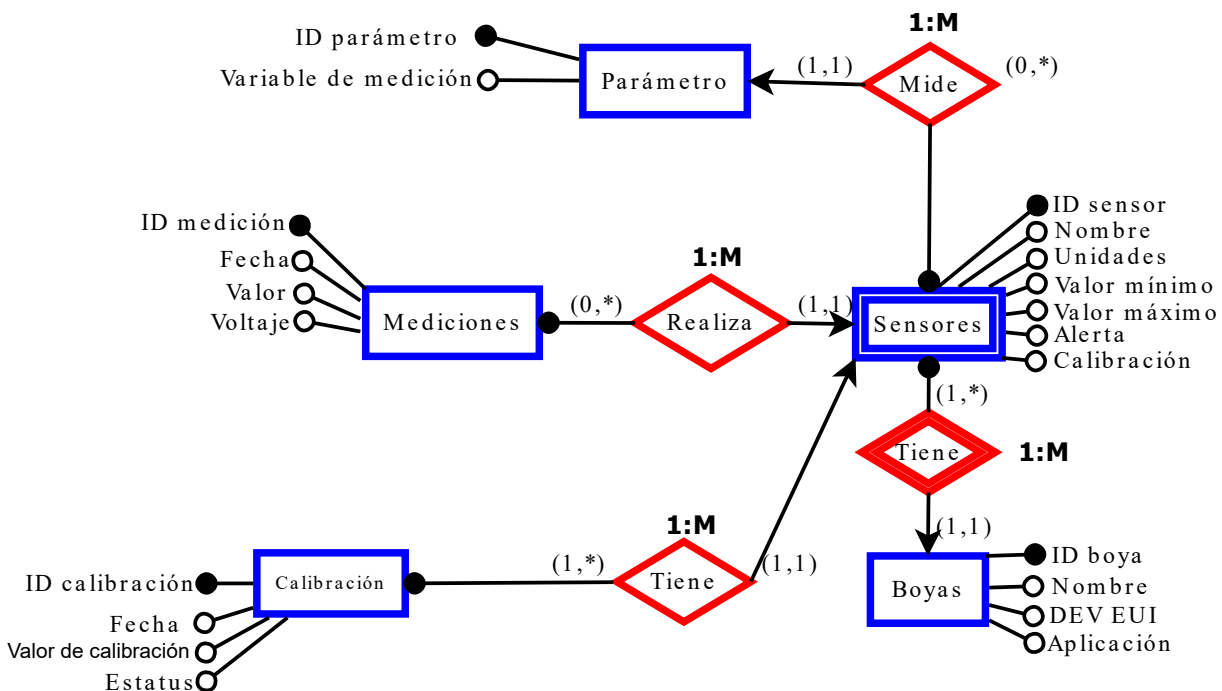 1:M
ID parámetro
(1,1)
(0,*)
Variable de medición
Parámetro
Mide
ID sensor
Nombre
Unidades
Valor mínimo
Valor máximo
Alerta
Calibración
ID medición
Fecha
Valor
Voltaje
Mediciones
(0,*)
1:M
Realiza
(1,1)
Sensores
(1,*)
Tiene
1:M
(1,1)
ID calibración
Fecha
Valor de calibración
Estatus
Calibración
(1,*)
1:M
Tiene
(1,1)
Boyas
ID boya
Nombre
DEV EUI
Aplicación